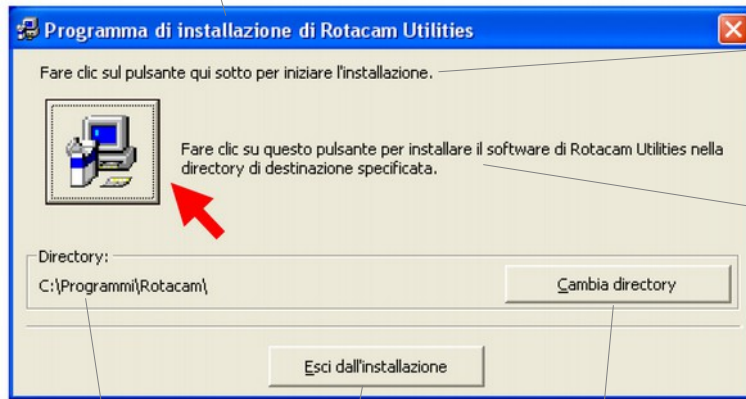 Programma di installazione di Rotacam Utilities
Fare clic sul pulsante qui sotto per iniziare l'installazione.
Fare clic su questo pulsante per installare il software di Rotacam Utilities nella
directory di destinazione specificata.
Directory:
C:\Programmi\Rotacam\
Cambia directory
Esci dall'installazione